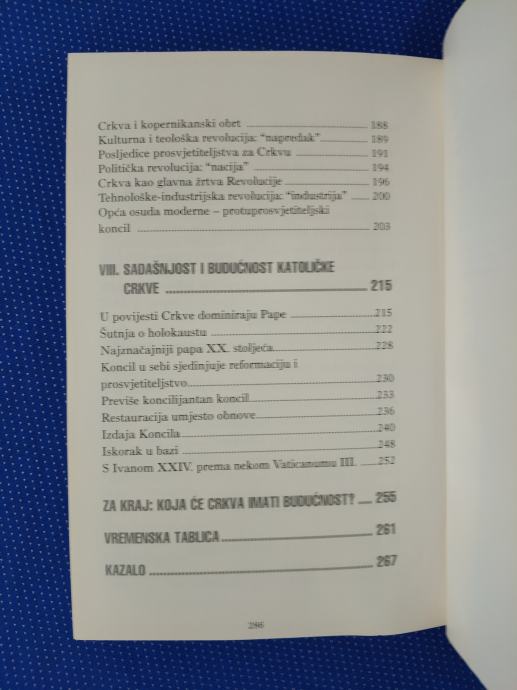 Crkva i kopernikanski obrt 188
Kulturna i teološka revolucija: “napredak” 189
Posljedice prosvjetiteljstva za Crkvu 191
Politička revolucija: “nacija” 194
Crkva kao glavna žrtva Revolucije 196
Tehnološke-industrijska revolucija: “industrija” 200
Opća osuda moderne – protuprosvjetiteljski
koncil 203
VIII. SADAŠNJOST I BUDUĆNOST KATOLIČKE
CRKVE 215
U povijesti Crkve dominiraju Pape 215
Šutnja o holokaustu 222
Najznačajniji papa XX. stoljeća 228
Koncil u sebi sjedinjuje reformaciju i
prosvjetiteljstvo 230
Previše koncilijantan koncil 233
Restauracija umjesto obnove 236
Izdaja Koncila 240
Iskorak u bazi 248
S Ivanom XXIV. prema nekom Vaticanumu III. 252
ZA KRAJ: KOJA ĆE CRKVA IMATI BUDUĆNOST? 255
VREMENSKA TABLICA 261
KAZALO 267
286